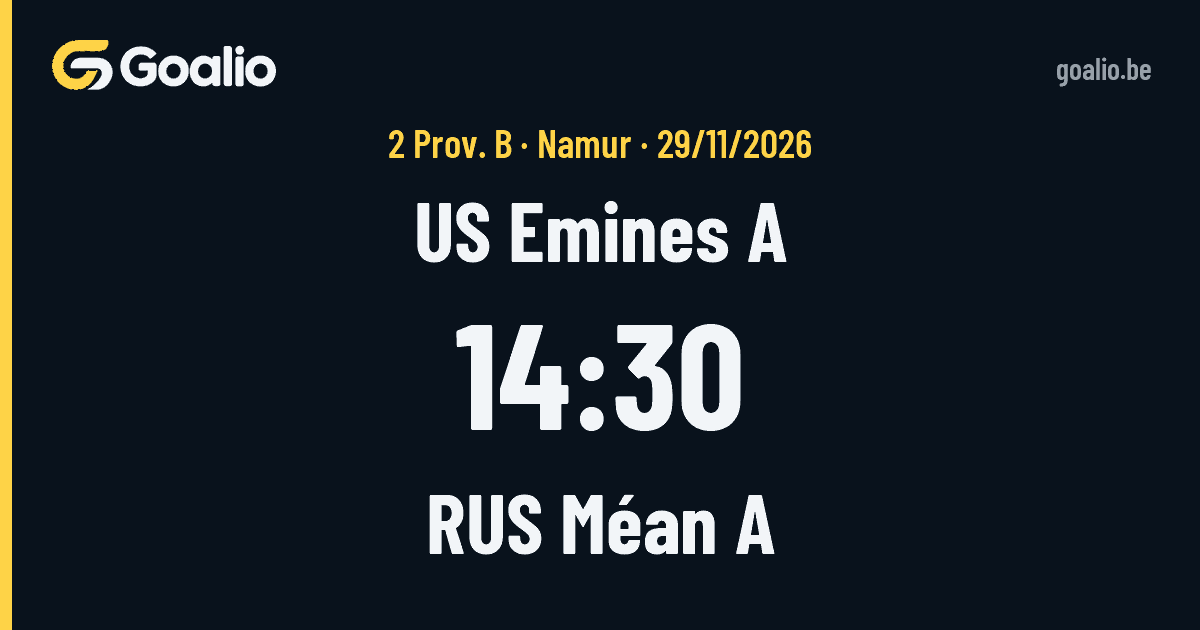 Goalio
goalio.be
2 Prov. B · Namur · 29/11/2026
US Emines A
14:30
RUS Méan A